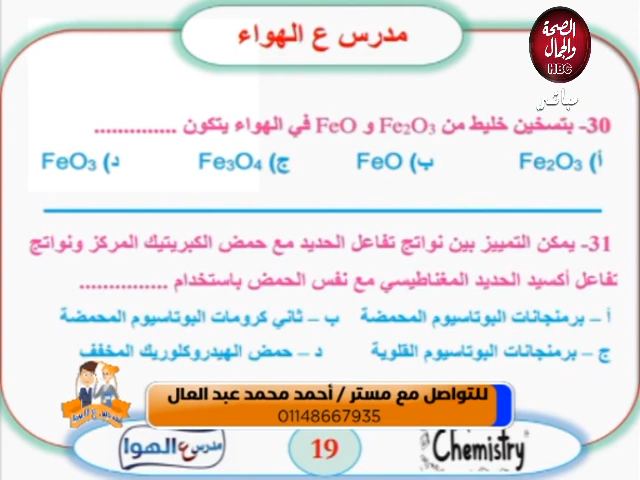 مدرس ع الهواء
الصحة
والجمال
HBC
مباشر
30- بتسخين خليط من Fe₂O₃ و FeO في الهواء يتكون ..............
أ) Fe₂O₃ ب) FeO ج) Fe₃O₄ د) FeO₃
31- يمكن التمييز بين نواتج تفاعل الحديد مع حمض الكبريتيك المركز ونواتج
تفاعل أكسيد الحديد المغناطيسي مع نفس الحمض باستخدام ...............
أ – برمنجانات البوتاسيوم المحمضة ب – ثاني كرومات البوتاسيوم المحمضة
ج – برمنجانات البوتاسيوم القلوية د – حمض الهيدروكلوريك المخفف
للتواصل مع مستر / أحمد محمد عبد العال
01148667935
Chemistry
19
مدرس ع الهوا